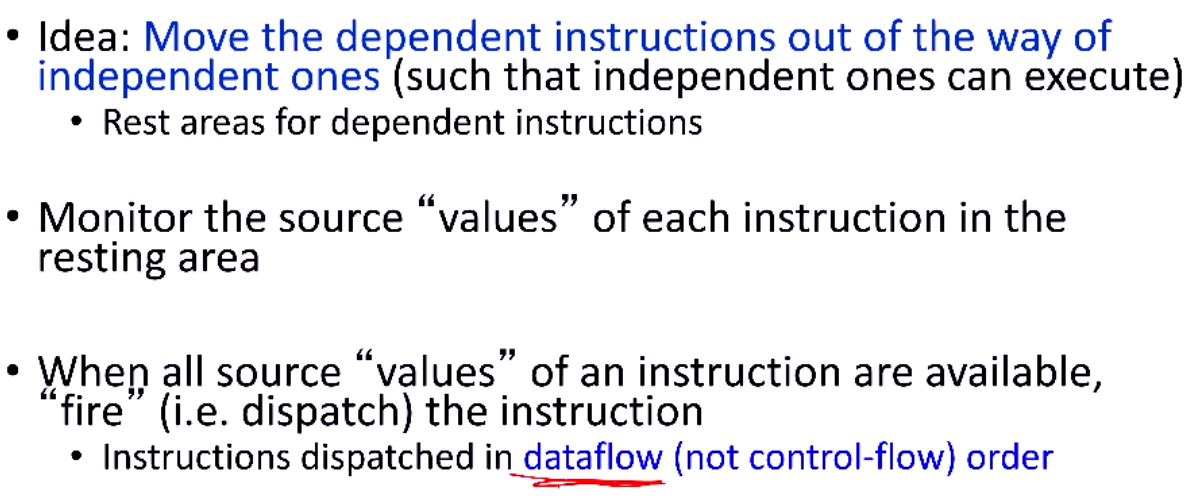 • Idea: Move the dependent instructions out of the way of
independent ones (such that independent ones can execute)
• Rest areas for dependent instructions
• Monitor the source “values” of each instruction in the
resting area
• When all source “values” of an instruction are available,
“fire” (i.e. dispatch) the instruction
• Instructions dispatched in dataflow (not control-flow) order